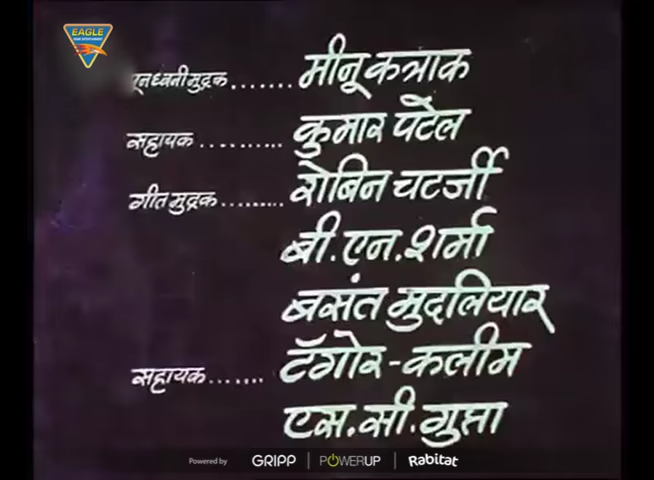 EAGLE
पुनध्वनीमुद्रक ....... मीनू कत्राक
सहायक .......... कुमार पटेल
गीत मुद्रक ......... रोबिन चटर्जी
बी.एन.शर्मा
बसंत मुदलियार
सहायक ....... टॅगोर-कलीम
एस.सी.गुप्ता
Powered by GRIPP | POWERUP | Rabitat